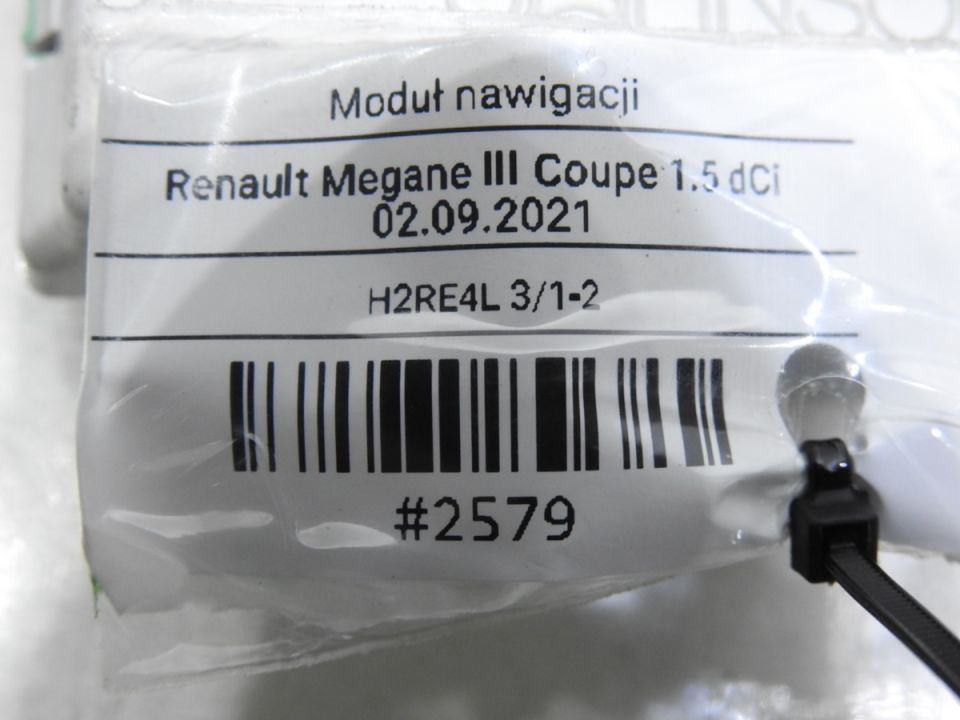 Moduł nawigacji
Renault Megane III Coupe 1.5 dCi
02.09.2021
H2RE4L 3/1-2
#2579